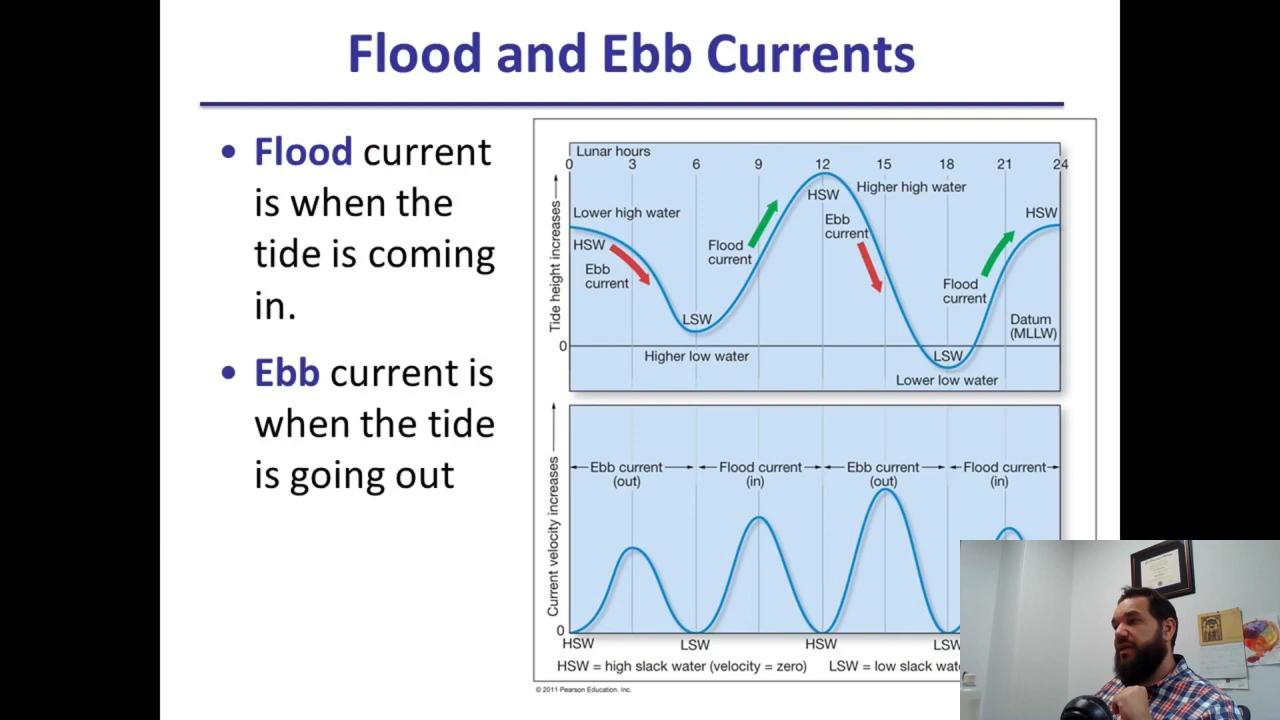 Flood and Ebb Currents
• Flood current
is when the
tide is coming
in.
• Ebb current is
when the tide
is going out
Lunar hours
0 3 6 9 12 15 18 21 24
Tide height increases
Lower high water
HSW
Ebb
current
LSW
Higher low water
Flood
current
HSW
Higher high water
Ebb
current
LSW
Lower low water
Flood
current
HSW
Datum
(MLLW)
0
Current velocity increases
Ebb current
(out)
Flood current
(in)
Ebb current
(out)
Flood current
(in)
0
HSW LSW HSW LSW
HSW = high slack water (velocity = zero) LSW = low slack
© 2011 Pearson Education, Inc.